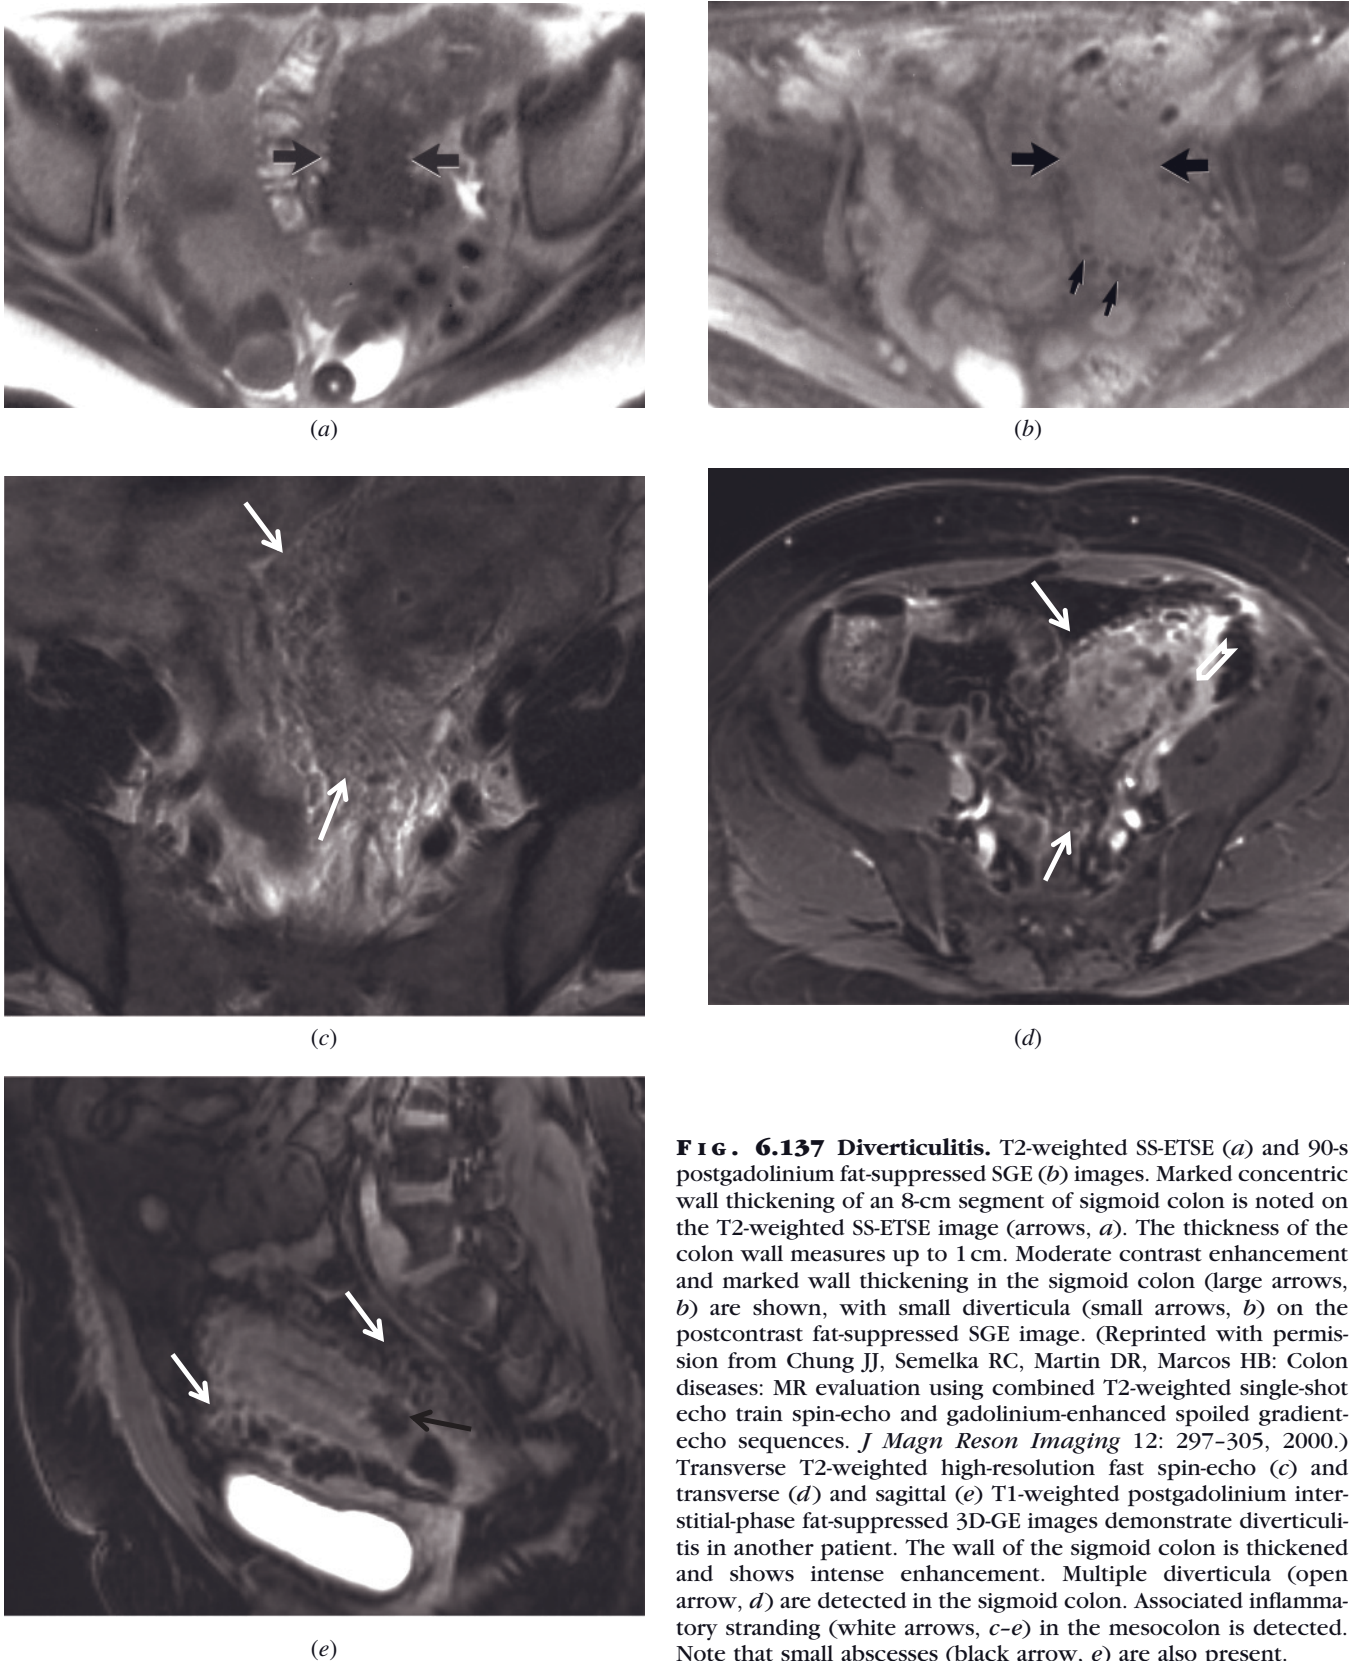 (a)
(b)
(c)
(d)
(e)
FIG. 6.137 Diverticulitis. T2-weighted SS-ETSE (a) and 90-s
postgadolinium fat-suppressed SGE (b) images. Marked concentric
wall thickening of an 8-cm segment of sigmoid colon is noted on
the T2-weighted SS-ETSE image (arrows, a). The thickness of the
colon wall measures up to 1 cm. Moderate contrast enhancement
and marked wall thickening in the sigmoid colon (large arrows,
b) are shown, with small diverticula (small arrows, b) on the
postcontrast fat-suppressed SGE image. (Reprinted with permis-
sion from Chung JJ, Semelka RC, Martin DR, Marcos HB: Colon
diseases: MR evaluation using combined T2-weighted single-shot
echo train spin-echo and gadolinium-enhanced spoiled gradient-
echo sequences. J Magn Reson Imaging 12: 297–305, 2000.)
Transverse T2-weighted high-resolution fast spin-echo (c) and
transverse (d) and sagittal (e) T1-weighted postgadolinium inter-
stitial-phase fat-suppressed 3D-GE images demonstrate diverticuli-
tis in another patient. The wall of the sigmoid colon is thickened
and shows intense enhancement. Multiple diverticula (open
arrow, d) are detected in the sigmoid colon. Associated inflamma-
tory stranding (white arrows, c–e) in the mesocolon is detected.
Note that small abscesses (black arrow, e) are also present.